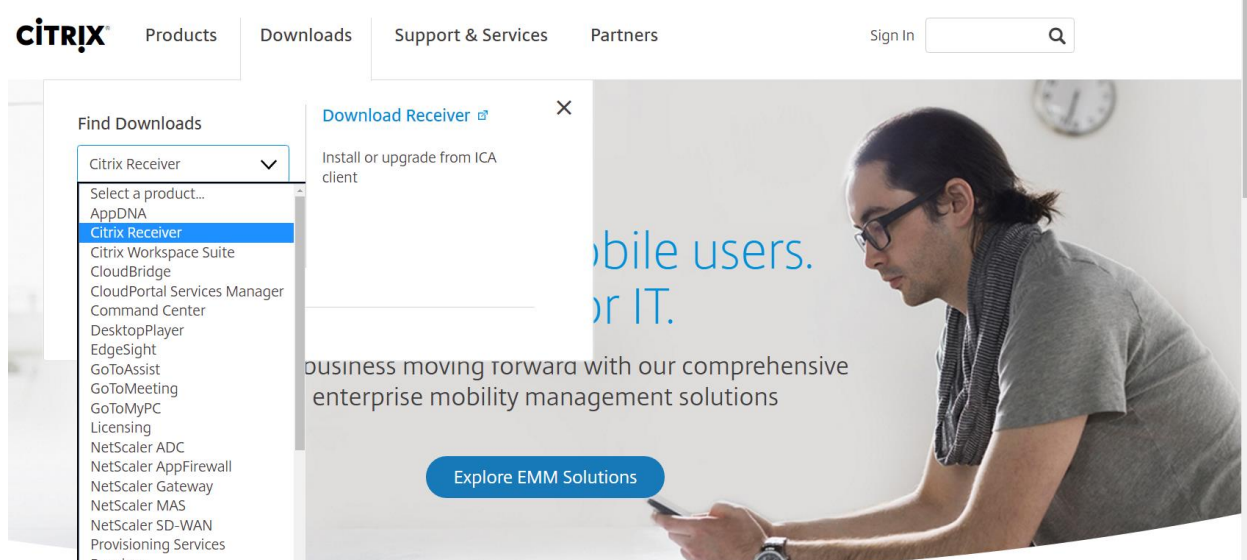 CİTRIX
Products
Downloads
Support & Services
Partners
Sign In
Find Downloads
Citrix Receiver
Select a product...
AppDNA
Citrix Receiver
Citrix Workspace Suite
CloudBridge
CloudPortal Services Manager
Command Center
DesktopPlayer
EdgeSight
GoToAssist
GoToMeeting
GoToMyPC
Licensing
NetScaler ADC
NetScaler AppFirewall
NetScaler Gateway
NetScaler MAS
NetScaler SD-WAN
Provisioning Services
Download Receiver
Install or upgrade from ICA
client
bile users.
or IT.
business moving forward with our comprehensive
enterprise mobility management solutions
Explore EMM Solutions